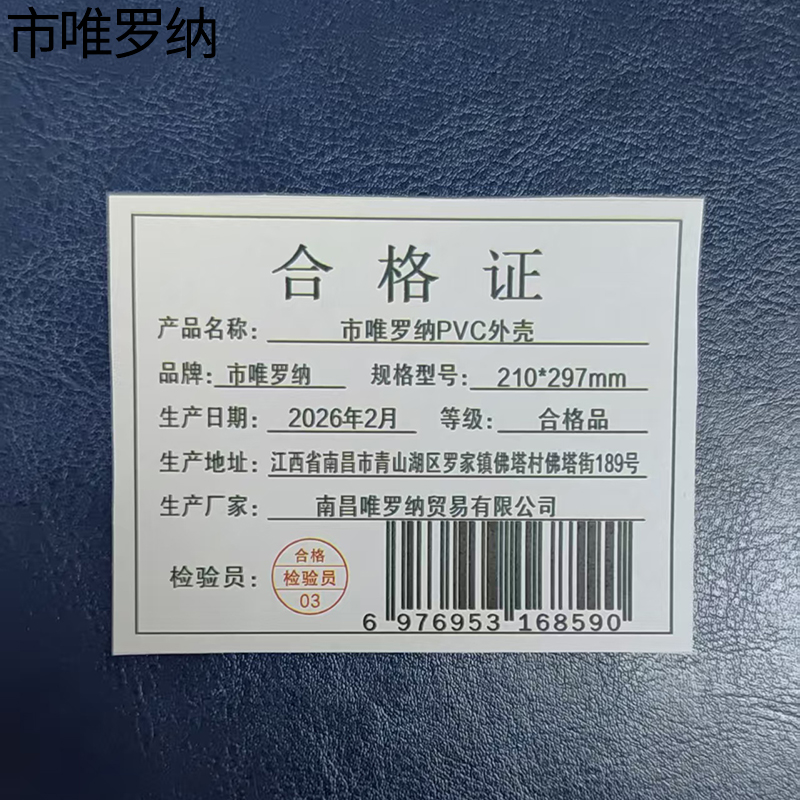 市唯罗纳
合格证
产品名称：市唯罗纳PVC外壳
品牌：市唯罗纳 规格型号：210*297mm
生产日期：2026年2月 等级：合格品
生产地址：江西省南昌市青山湖区罗家镇佛塔村佛塔街189号
生产厂家：南昌唯罗纳贸易有限公司
检验员：
合格
检验员
03
6 976953 168590